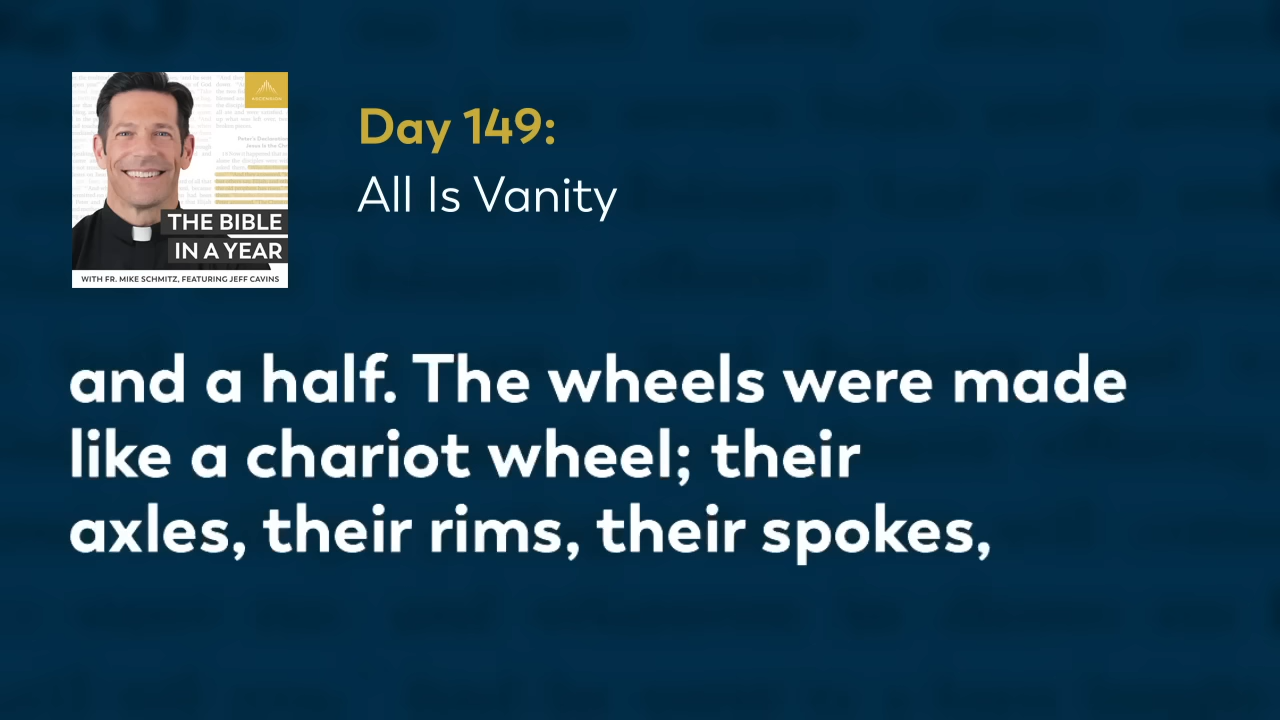 ASCENSION
THE BIBLE
IN A YEAR
WITH FR. MIKE SCHMITZ, FEATURING JEFF CAVINS
Day 149:
All Is Vanity
and a half. The wheels were made
like a chariot wheel; their
axles, their rims, their spokes,